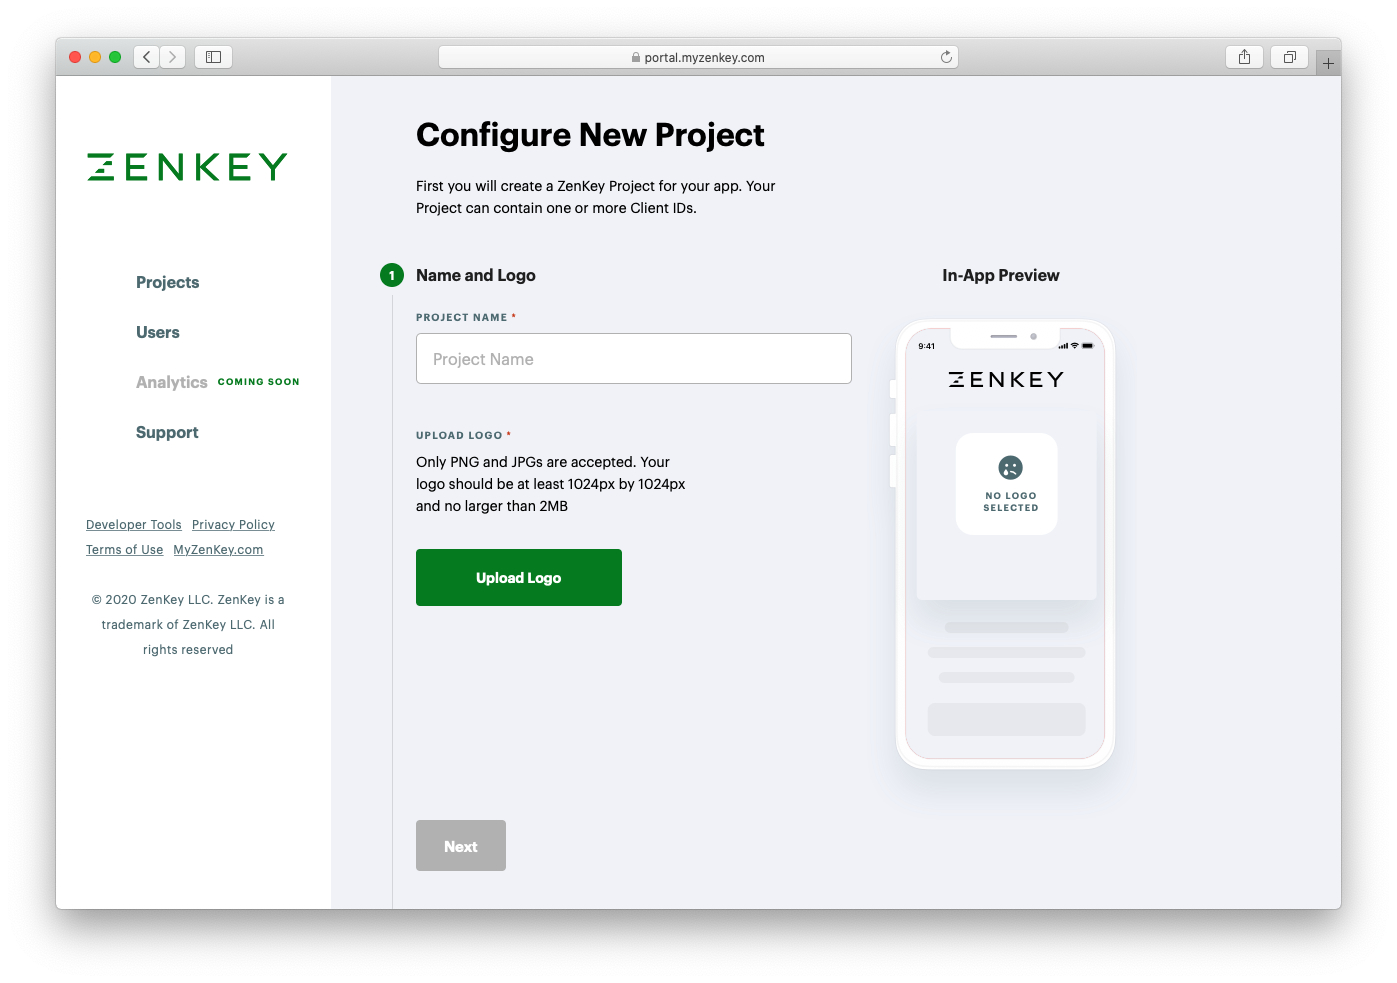 portal.myzenkey.com
ZENKEY
Projects
Users
Analytics COMING SOON
Support
Developer Tools Privacy Policy
Terms of Use MyZenKey.com
© 2020 ZenKey LLC. ZenKey is a
trademark of ZenKey LLC. All
rights reserved
Configure New Project
First you will create a ZenKey Project for your app. Your
Project can contain one or more Client IDs.
1 Name and Logo
PROJECT NAME *
Project Name
UPLOAD LOGO *
Only PNG and JPGs are accepted. Your
logo should be at least 1024px by 1024px
and no larger than 2MB
Upload Logo
Next
In-App Preview
9:41
ZENKEY
NO LOGO
SELECTED